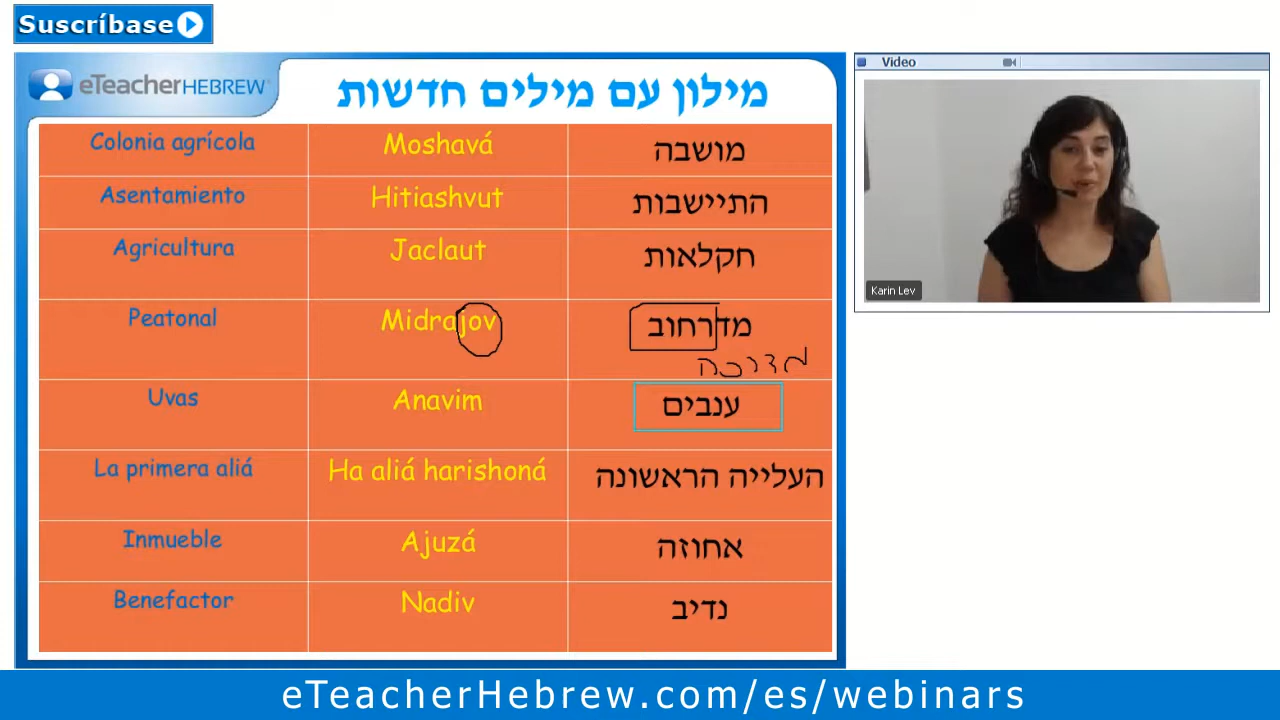 Suscríbase
eTeacherHEBREW
מילון עם מילים חדשות
Colonia agrícola Moshavá מושבה
Asentamiento Hitiashvut התיישבות
Agricultura Jaclaut חקלאות
Peatonal Midrajov מדרחוב
מדרכה
Uvas Anavim ענבים
La primera aliá Ha aliá harishoná העלייה הראשונה
Inmueble Ajuzá אחוזה
Benefactor Nadiv נדיב
Video
Karin Lev
eTeacherHebrew.com/es/webinars